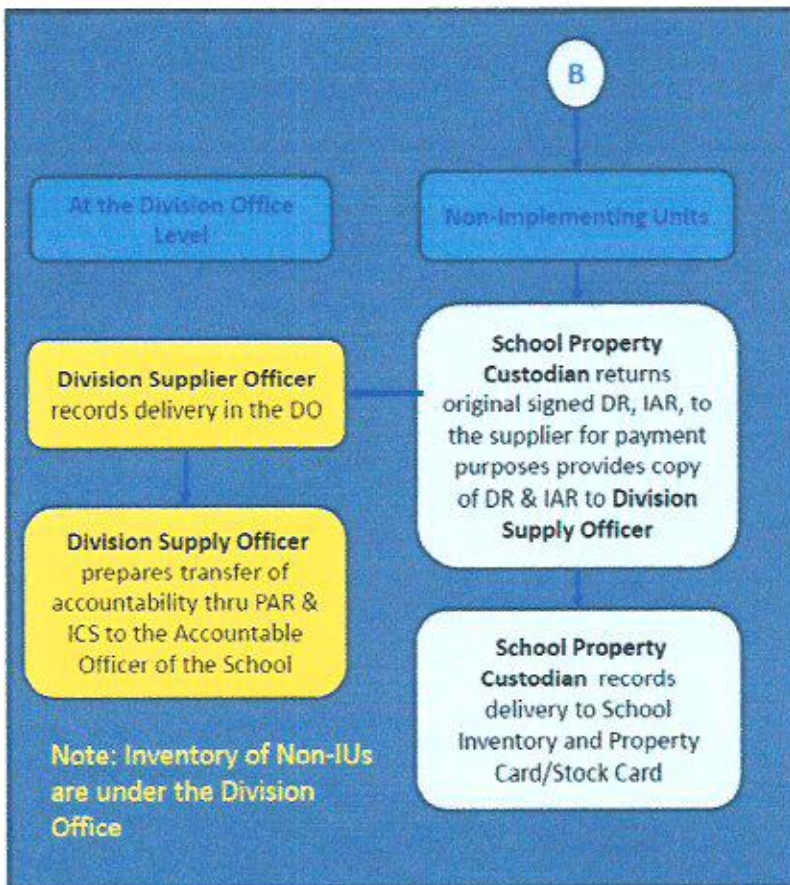 B
At the Division Office
Level
Non-Implementing Units
Division Supplier Officer
records delivery in the DO
School Property
Custodian returns
original signed DR, IAR, to
the supplier for payment
purposes provides copy
of DR & IAR to Division
Supply Officer
Division Supply Officer
prepares transfer of
accountability thru PAR &
ICS to the Accountable
Officer of the School
School Property
Custodian records
delivery to School
Inventory and Property
Card/Stock Card
Note: Inventory of Non-IUs
are under the Division
Office